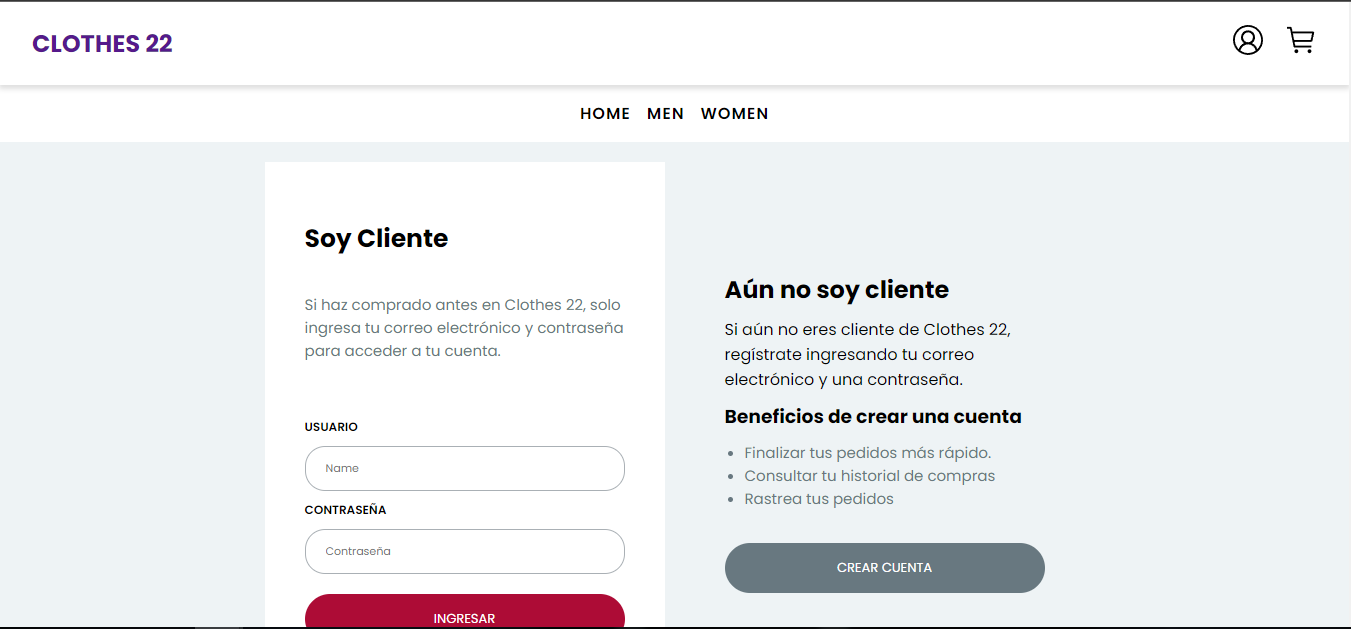 CLOTHES 22
HOME MEN WOMEN
Soy Cliente
Si haz comprado antes en Clothes 22, solo
ingresa tu correo electrónico y contraseña
para acceder a tu cuenta.
USUARIO
Name
CONTRASEÑA
Contraseña
INGRESAR
Aún no soy cliente
Si aún no eres cliente de Clothes 22,
regístrate ingresando tu correo
electrónico y una contraseña.
Beneficios de crear una cuenta
Finalizar tus pedidos más rápido.
Consultar tu historial de compras
Rastrea tus pedidos
CREAR CUENTA